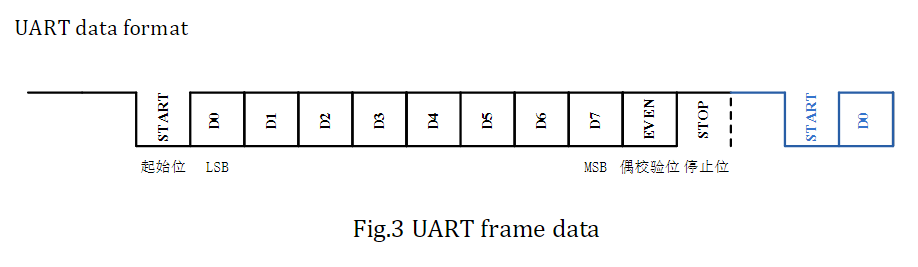 UART data format
START D0 D1 D2 D3 D4 D5 D6 D7 EVEN STOP START D0
起始位 LSB MSB 偶校验位 停止位
Fig.3 UART frame data